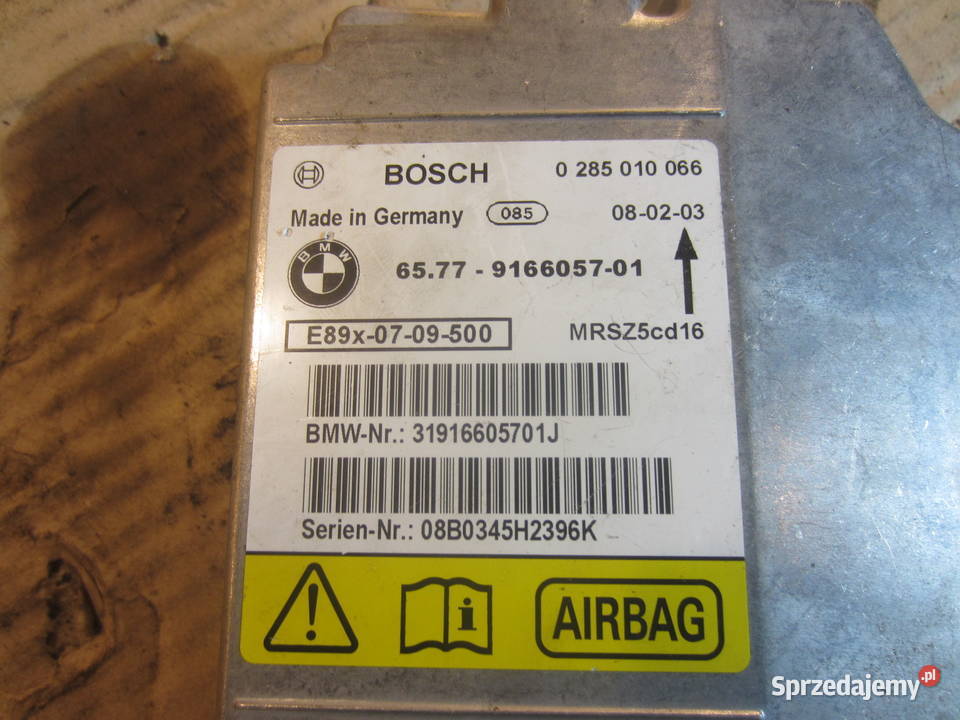 BOSCH 0 285 010 066
Made in Germany 085 08-02-03
BMW
65.77 - 9166057-01
E89x-07-09-500 MRSZ5cd16
BMW-Nr.: 31916605701J
Serien-Nr.: 08B0345H2396K
! i AIRBAG
Sprzedajemy.pl